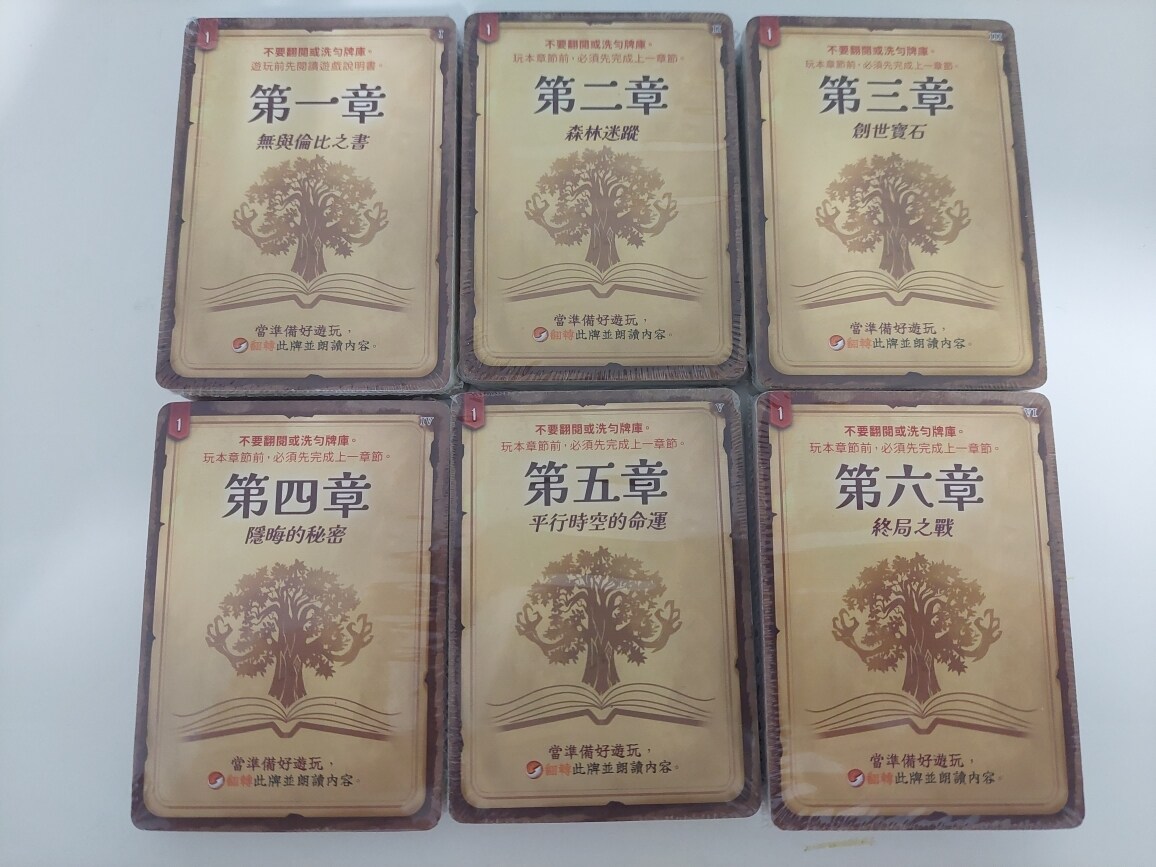 1
I
不要翻閱或洗勻牌庫。
遊玩前先閱讀遊戲說明書。
第一章
無與倫比之書
當準備好遊玩，
翻轉此牌並朗讀內容。
1
II
不要翻閱或洗勻牌庫。
玩本章節前，必須先完成上一章節。
第二章
森林迷蹤
當準備好遊玩，
翻轉此牌並朗讀內容。
1
III
不要翻閱或洗勻牌庫。
玩本章節前，必須先完成上一章節。
第三章
創世寶石
當準備好遊玩，
翻轉此牌並朗讀內容。
1
IV
不要翻閱或洗勻牌庫。
玩本章節前，必須先完成上一章節。
第四章
隱晦的秘密
當準備好遊玩，
翻轉此牌並朗讀內容。
1
V
不要翻閱或洗勻牌庫。
玩本章節前，必須先完成上一章節。
第五章
平行時空的命運
當準備好遊玩，
翻轉此牌並朗讀內容。
1
VI
不要翻閱或洗勻牌庫。
玩本章節前，必須先完成上一章節。
第六章
終局之戰
當準備好遊玩，
翻轉此牌並朗讀內容。